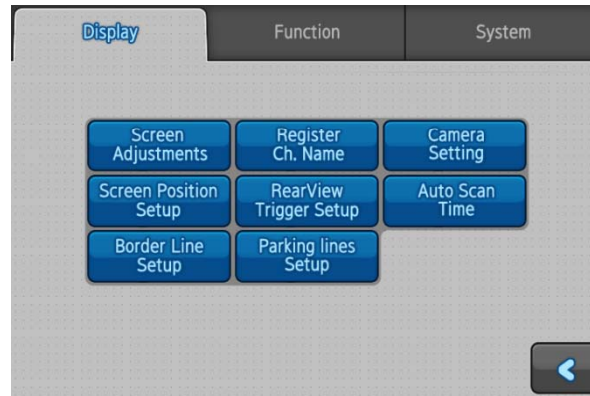 Display
Function
System
Screen
Adjustments
Register
Ch. Name
Camera
Setting
Screen Position
Setup
RearView
Trigger Setup
Auto Scan
Time
Border Line
Setup
Parking lines
Setup